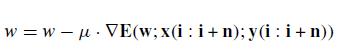 w = w − μ · ∇E(w; x(i : i + n); y(i : i + n))